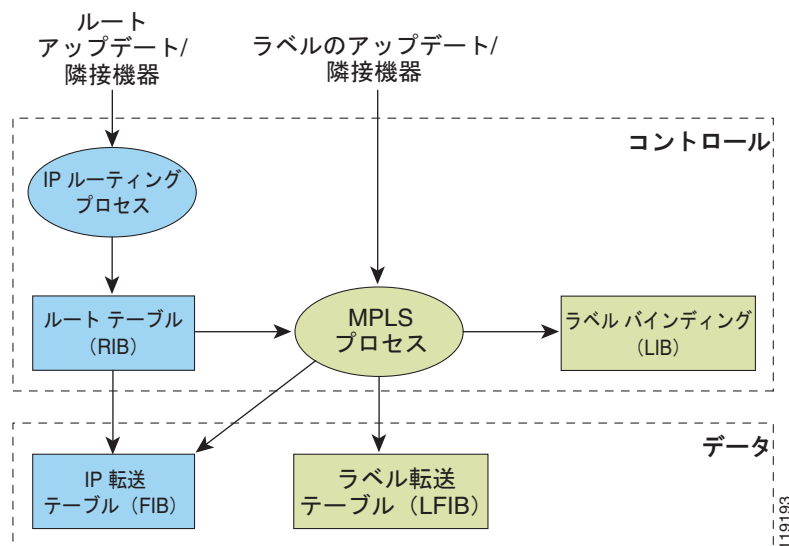 ルート
アップデート/
隣接機器
ラベルのアップデート/
隣接機器
コントロール
IP ルーティング
プロセス
ルート テーブル
（RIB）
MPLS
プロセス
ラベル バインディング
（LIB）
データ
IP 転送
テーブル（FIB）
ラベル転送
テーブル（LFIB）
119193